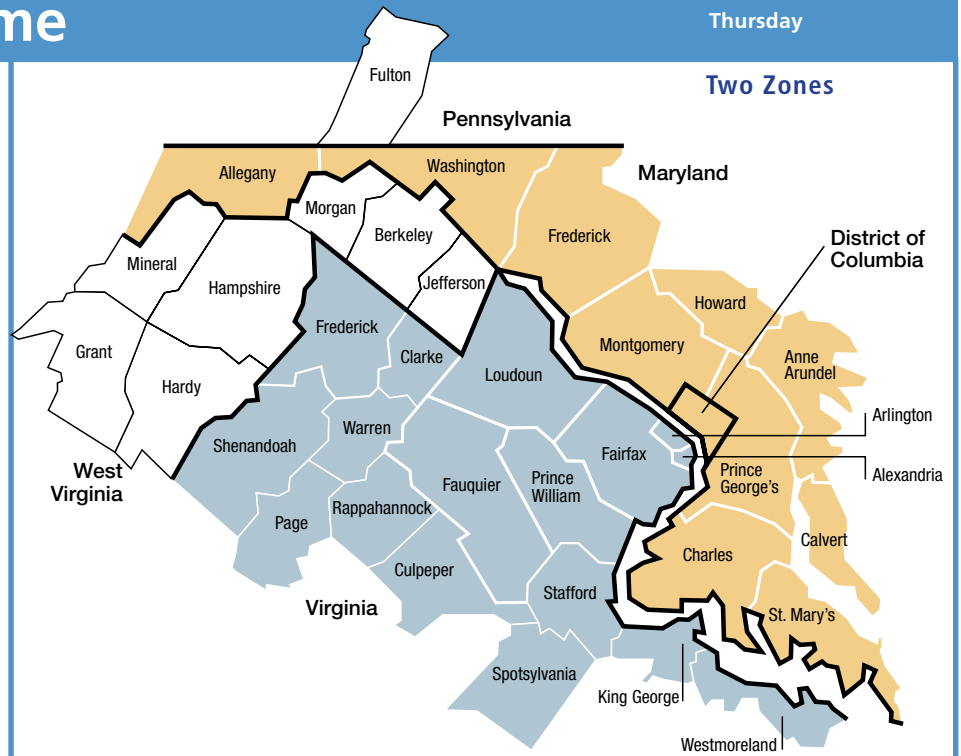 me
Thursday
Two Zones
Fulton
Pennsylvania
Allegany
Washington
Maryland
Morgan
Frederick
Berkeley
District of
Columbia
Mineral
Hampshire
Jefferson
Howard
Frederick
Clarke
Montgomery
Anne
Arundel
Grant
Loudoun
Hardy
Arlington
Warren
Shenandoah
Fairfax
West
Virginia
Fauquier
Prince
William
Prince
George's
Alexandria
Rappahannock
Page
Calvert
Charles
Culpeper
Virginia
Stafford
St. Mary's
Spotsylvania
King George
Westmoreland